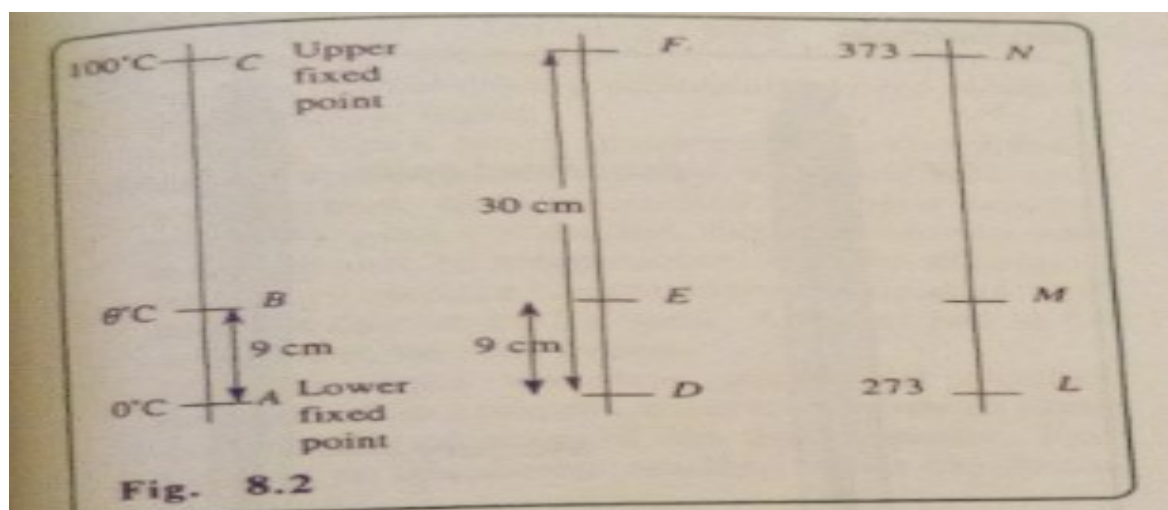 100°C C Upper fixed point F 373 N
30 cm
θ°C B E M
9 cm 9 cm
0°C A Lower fixed point D 273 L
Fig. 8.2